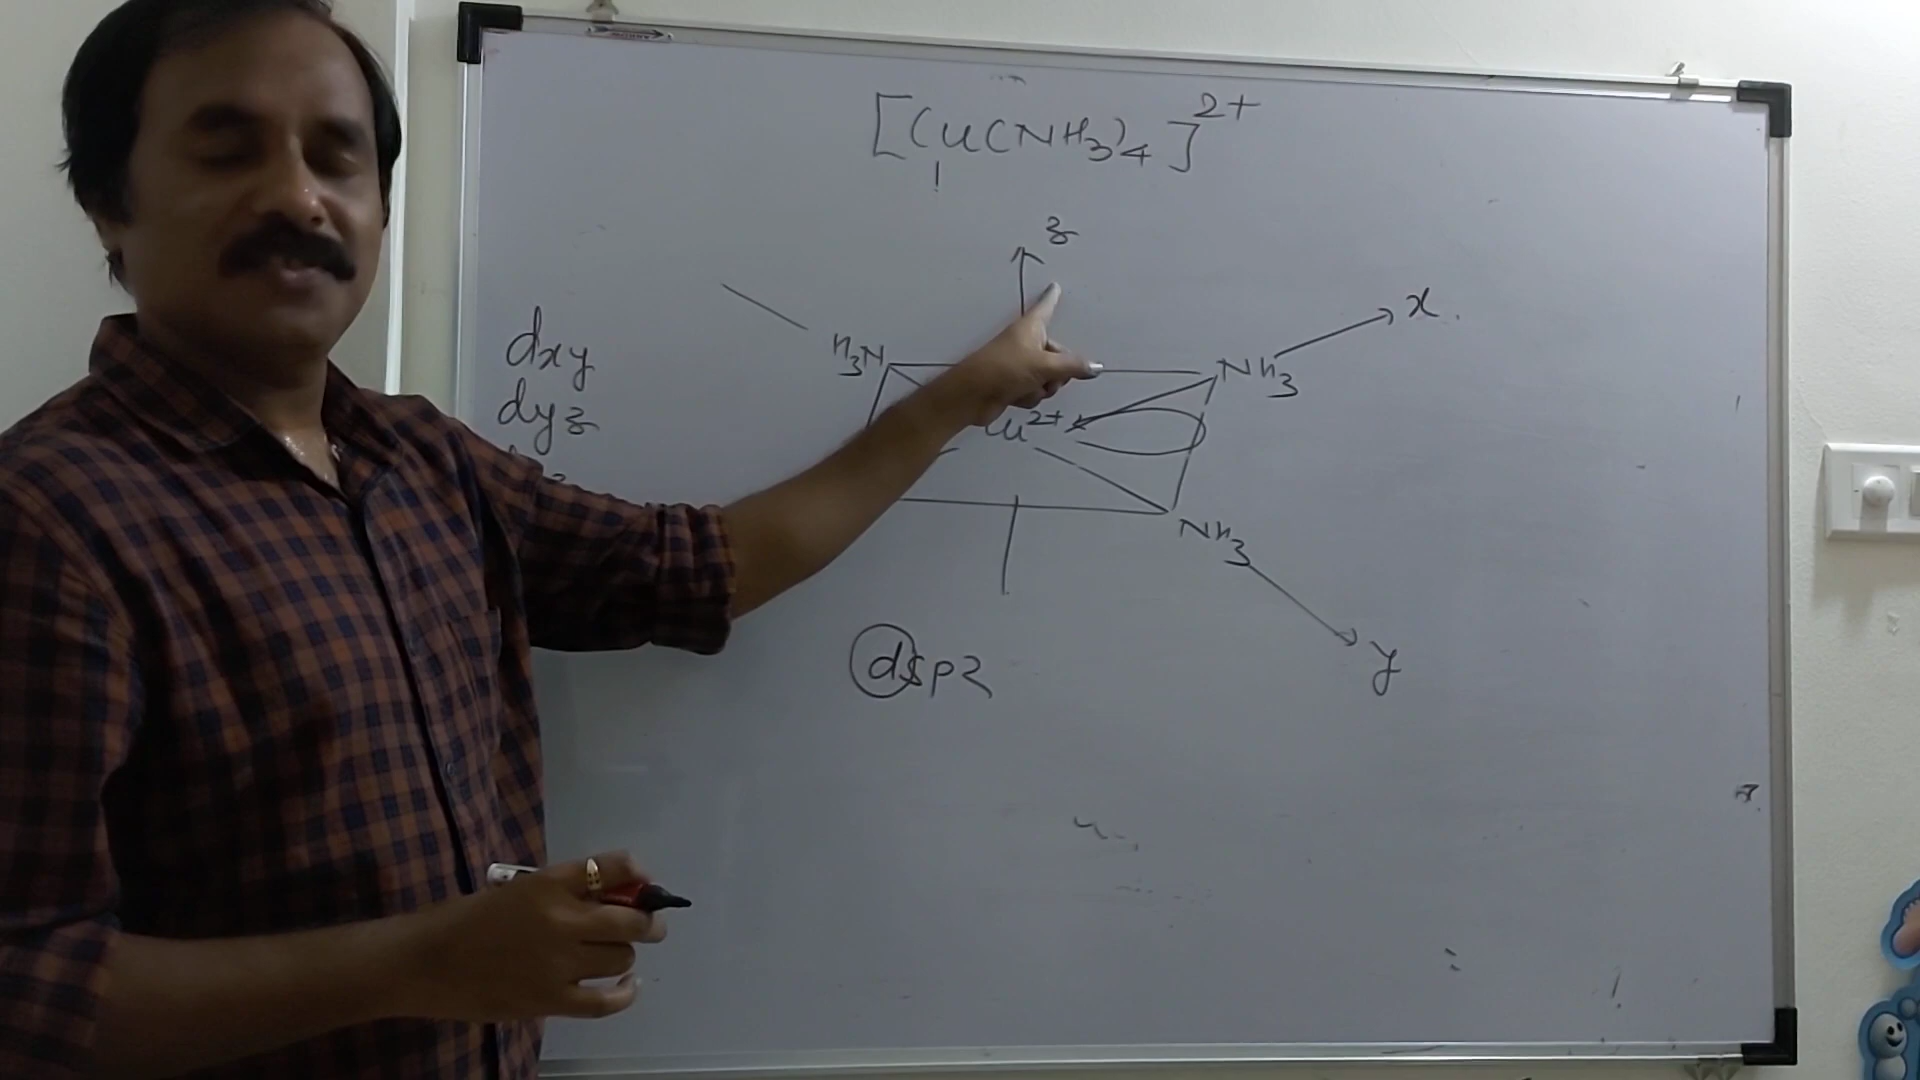 [Cu(NH3)4]2+
z
x
dxy
H3N
NH3
dyz
Cu2+
NH3
dsp2
y